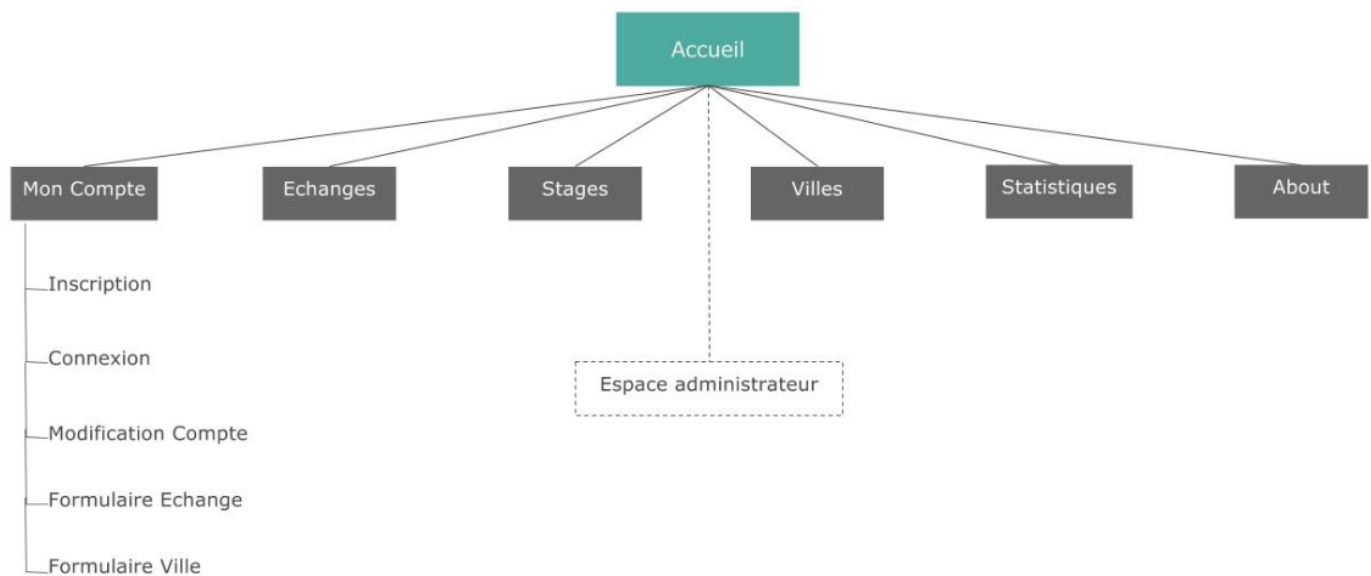 Accueil
Mon Compte
Echanges
Stages
Villes
Statistiques
About
Inscription
Connexion
Espace administrateur
Modification Compte
Formulaire Echange
Formulaire Ville